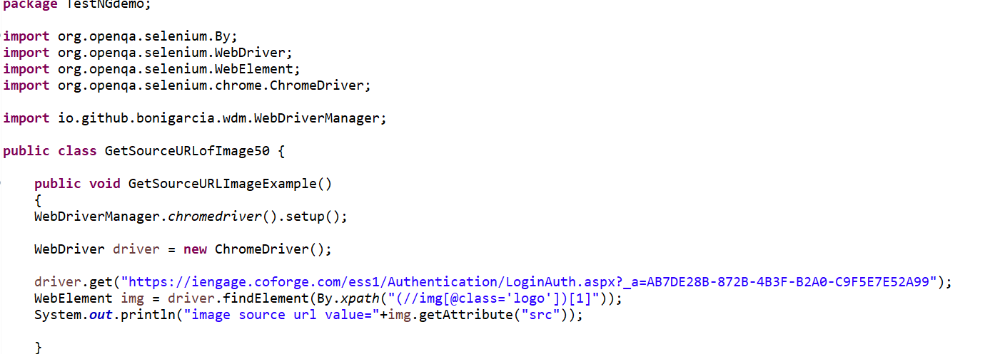 package TestNGdemo;
import org.openqa.selenium.By;
import org.openqa.selenium.WebDriver;
import org.openqa.selenium.WebElement;
import org.openqa.selenium.chrome.ChromeDriver;
import io.github.bonigarcia.wdm.WebDriverManager;
public class GetSourceURLofImage50 {
public void GetSourceURLImageExample()
{
WebDriverManager.chromedriver().setup();
WebDriver driver = new ChromeDriver();
driver.get("https://iengage.coforge.com/ess1/Authentication/LoginAuth.aspx?_a=AB7DE28B-872B-4B3F-B2A0-C9F5E7E52A99");
WebElement img = driver.findElement(By.xpath("(//img[@class='logo'])[1]"));
System.out.println("image source url value="+img.getAttribute("src"));
}